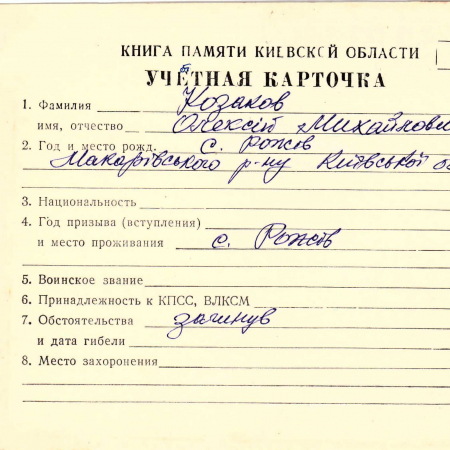 КНИГА ПАМЯТИ КИЕВСКОЙ ОБЛАСТИ
УЧЁТНАЯ КАРТОЧКА
1. Фамилия Козаков
имя, отчество Олексій Михайлови
2. Год и место рожд. с. Рожів
Макарівського р-ну Київської об
3. Национальность
4. Год призыва (вступления)
и место проживания с. Рожів
5. Воинское звание
6. Принадлежность к КПСС, ВЛКСМ
7. Обстоятельства загинув
и дата гибели
8. Место захоронения